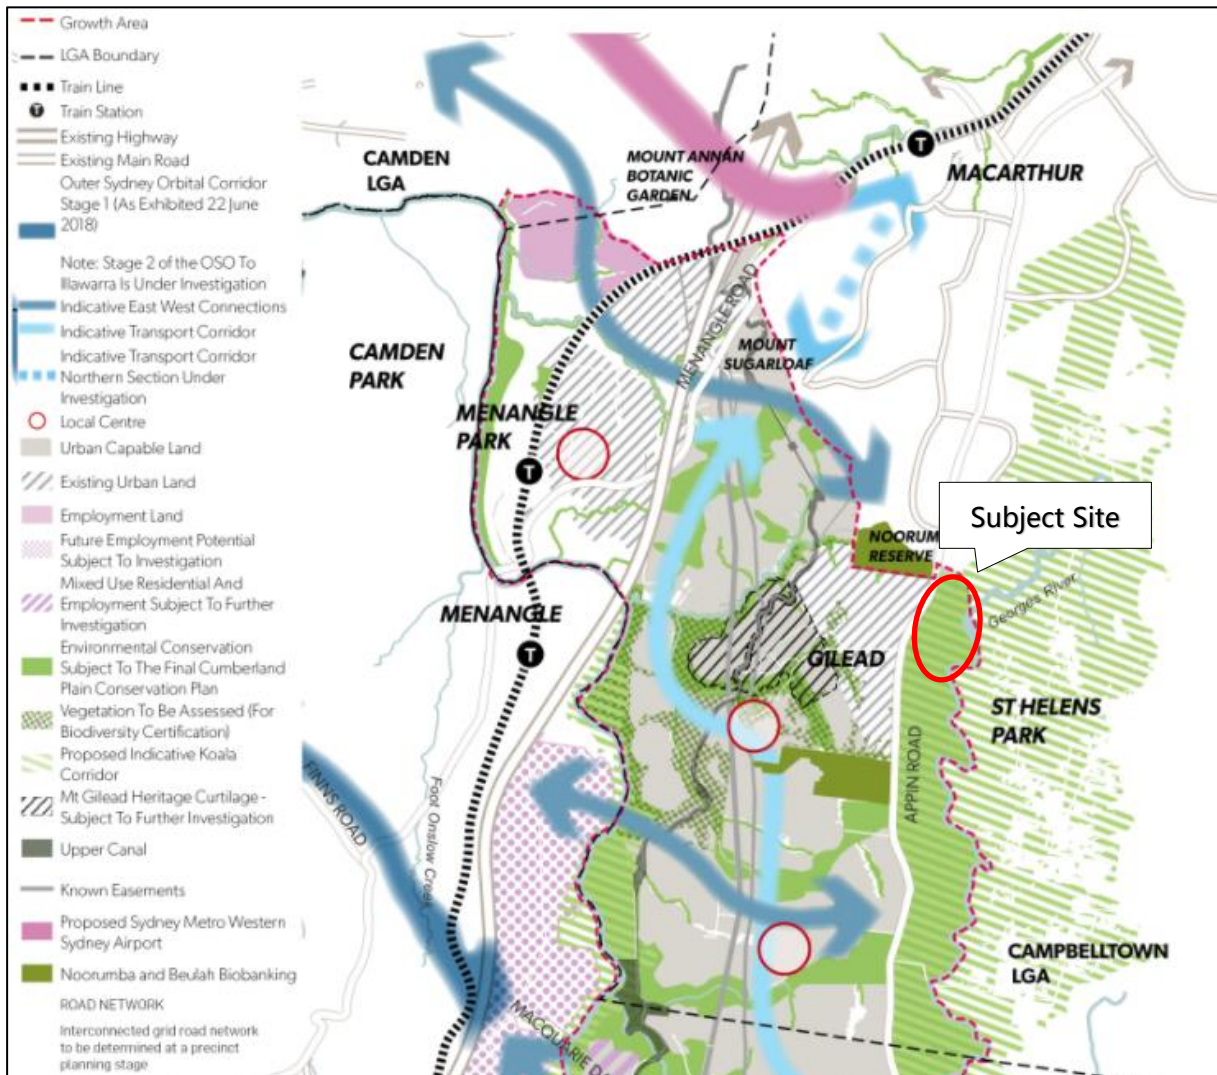 Growth Area
LGA Boundary
Train Line
T
Train Station
Existing Highway
Existing Main Road
Outer Sydney Orbital Corridor
Stage 1 (As Exhibited 22 June
2018)
Note: Stage 2 of the OSO To
Illawarra Is Under Investigation
Indicative East West Connections
Indicative Transport Corridor
Indicative Transport Corridor
Northern Section Under
Investigation
Local Centre
Urban Capable Land
Existing Urban Land
Employment Land
Future Employment Potential
Subject To Investigation
Mixed Use Residential And
Employment Subject To Further
Investigation
Environmental Conservation
Subject To The Final Cumberland
Plain Conservation Plan
Vegetation To Be Assessed (For
Biodiversity Certification)
Proposed Indicative Koala
Corridor
Mt Gilead Heritage Curtilage -
Subject To Further Investigation
Upper Canal
Known Easements
Proposed Sydney Metro Western
Sydney Airport
Noorumba and Beulah Biobanking
ROAD NETWORK
Interconnected grid road network
to be determined at a precinct
planning stage
CAMDEN
LGA
MOUNT ANNAN
BOTANIC
GARDEN
T
MACARTHUR
CAMDEN
PARK
MENANGLE ROAD
MOUNT
SUGARLOAF
MENANGLE
PARK
T
Subject Site
NOORUM
RESERVE
Georges River
MENANGLE
T
GILEAD
ST HELENS
PARK
APPIN ROAD
FINNS ROAD
Foot Onslow Creek
CAMPBELLTOWN
LGA
MACQUARIE DA